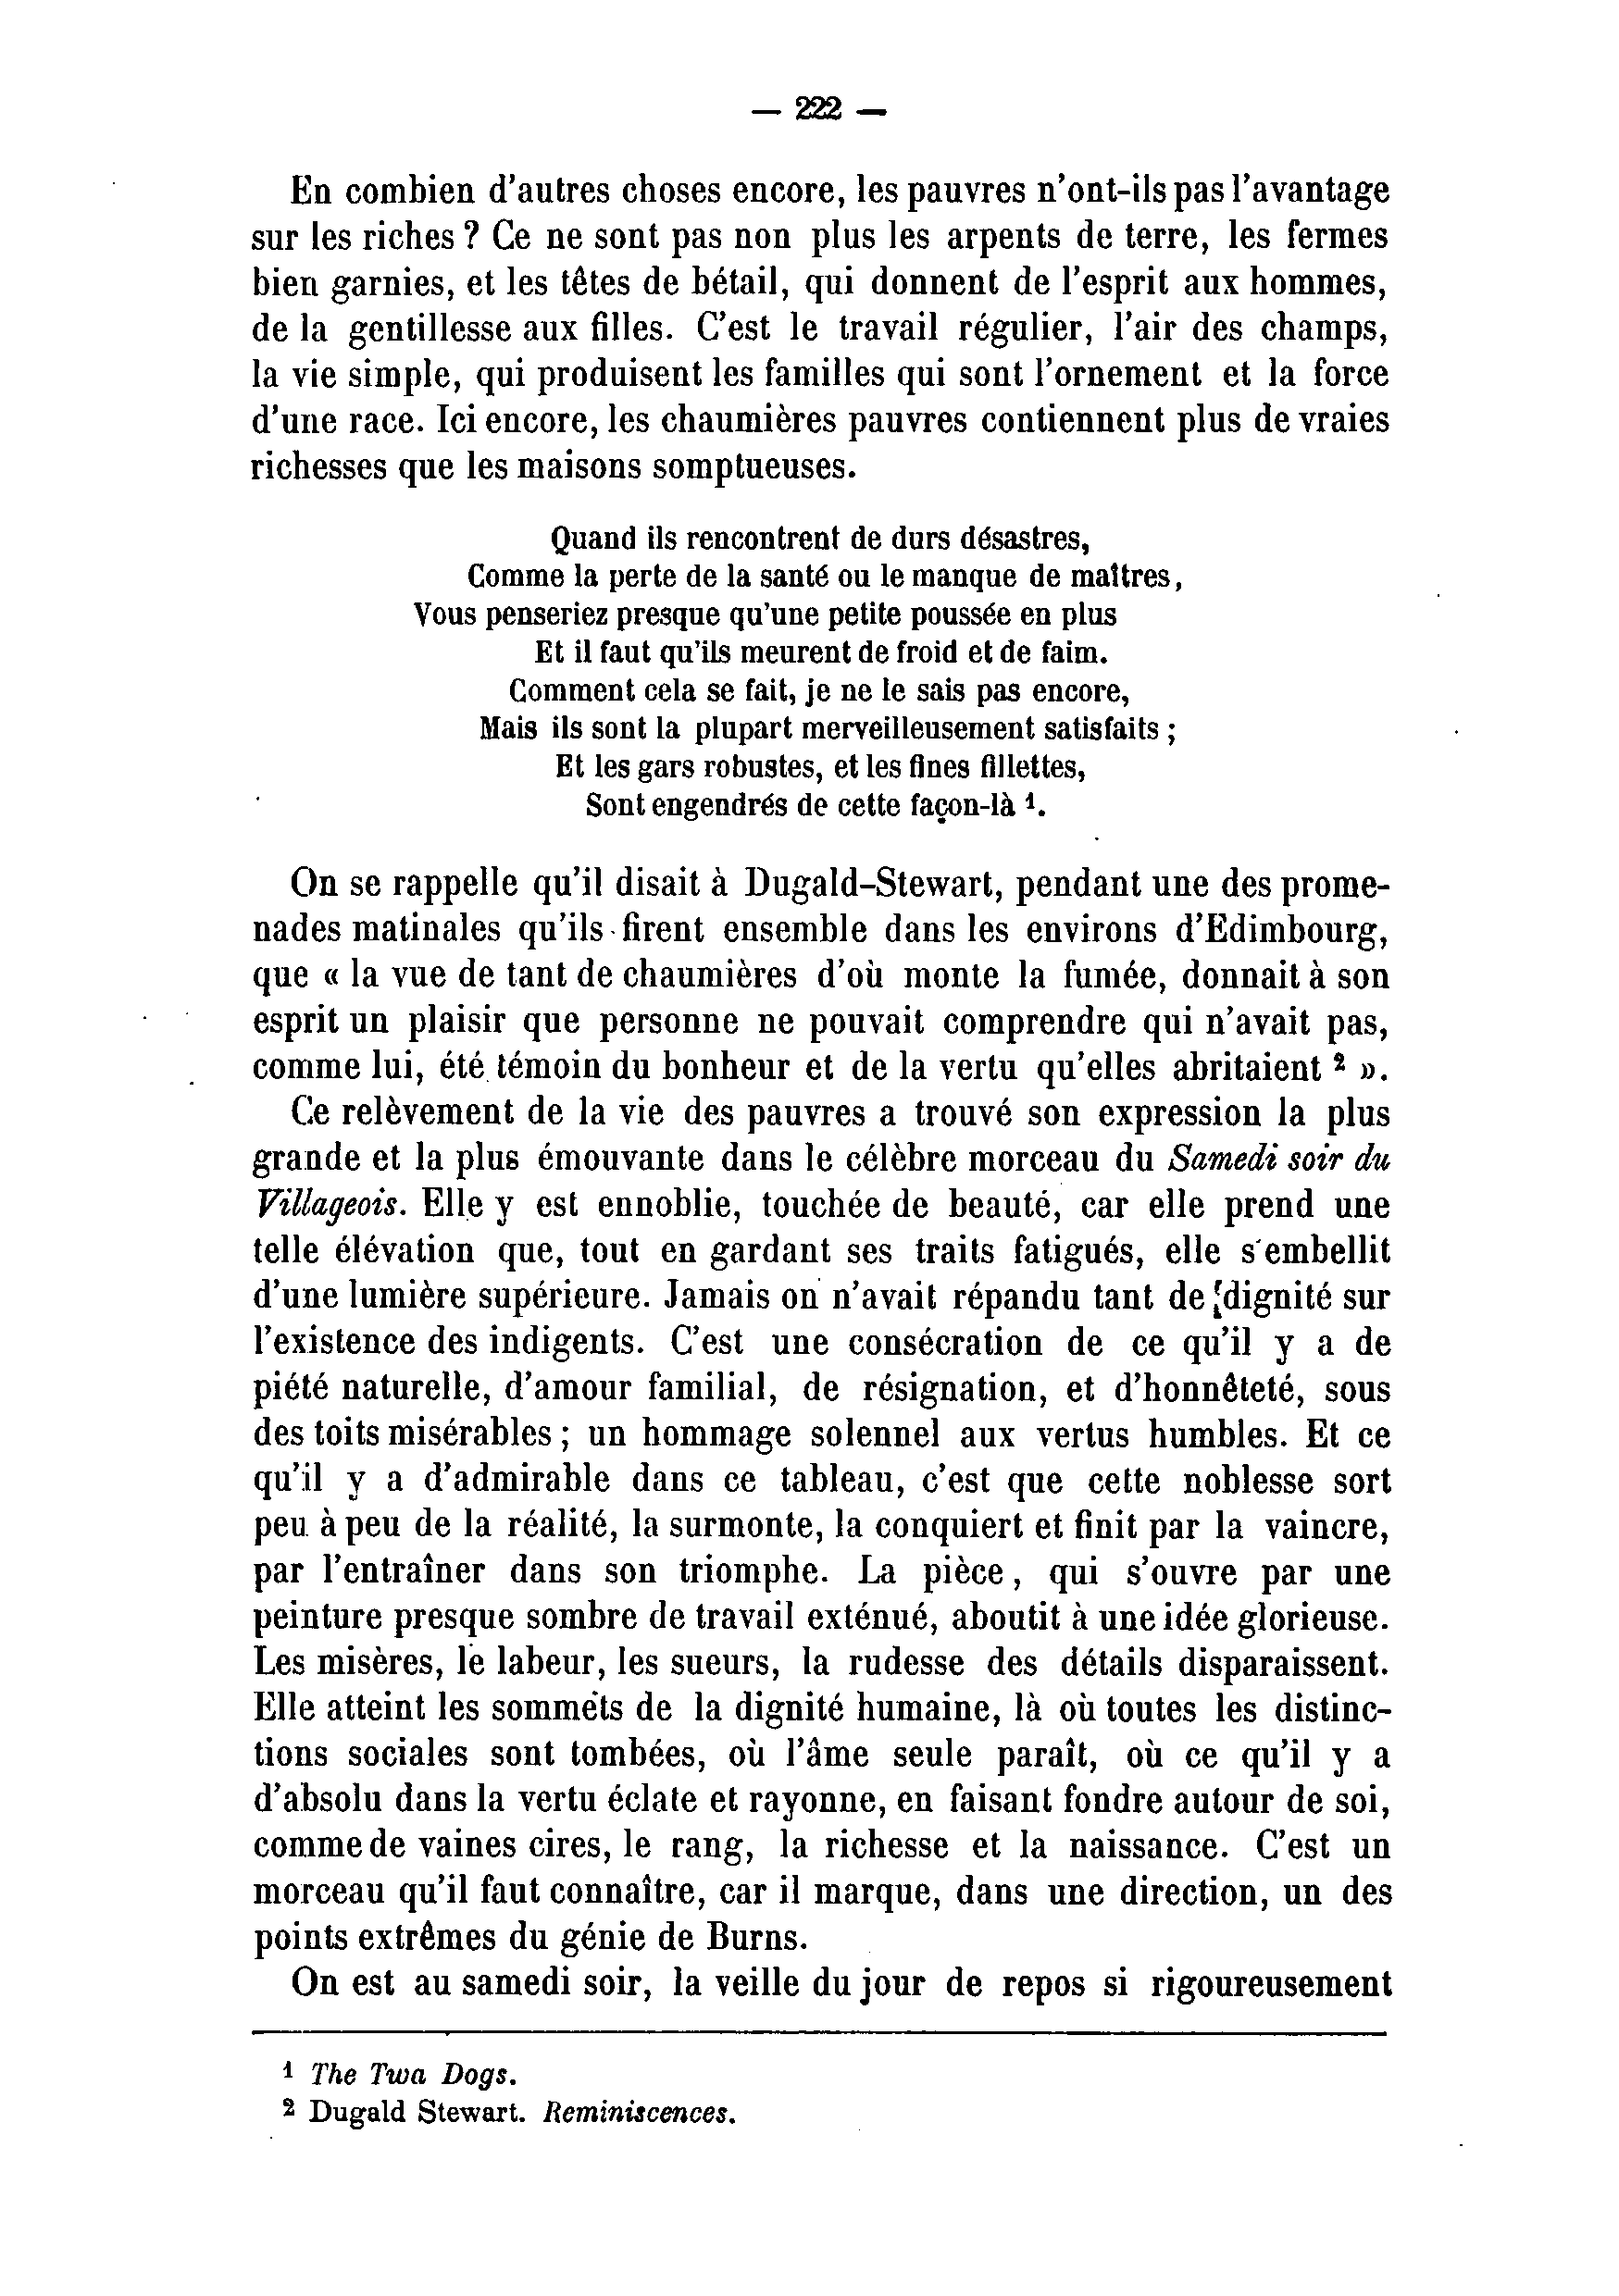 — 222 —
En combien d'autres choses encore, les pauvres n'ont-ils pas l'avantage
sur les riches ? Ce ne sont pas non plus les arpents de terre, les fermes
bien garnies, et les têtes de bétail, qui donnent de l'esprit aux hommes,
de la gentillesse aux filles. C'est le travail régulier, l'air des champs,
la vie simple, qui produisent les familles qui sont l'ornement et la force
d'une race. Ici encore, les chaumières pauvres contiennent plus de vraies
richesses que les maisons somptueuses.
Quand ils rencontrent de durs désastres,
Comme la perte de la santé ou le manque de maîtres,
Vous penseriez presque qu'une petite poussée en plus
Et il faut qu'ils meurent de froid et de faim.
Comment cela se fait, je ne le sais pas encore,
Mais ils sont la plupart merveilleusement satisfaits ;
Et les gars robustes, et les fines fillettes,
Sont engendrés de cette façon-là ¹.
On se rappelle qu'il disait à Dugald-Stewart, pendant une des prome-
nades matinales qu'ils firent ensemble dans les environs d'Edimbourg,
que « la vue de tant de chaumières d'où monte la fumée, donnait à son
esprit un plaisir que personne ne pouvait comprendre qui n'avait pas,
comme lui, été témoin du bonheur et de la vertu qu'elles abritaient ² ».
Ce relèvement de la vie des pauvres a trouvé son expression la plus
grande et la plus émouvante dans le célèbre morceau du Samedi soir du
Villageois. Elle y est ennoblie, touchée de beauté, car elle prend une
telle élévation que, tout en gardant ses traits fatigués, elle s'embellit
d'une lumière supérieure. Jamais on n'avait répandu tant de dignité sur
l'existence des indigents. C'est une consécration de ce qu'il y a de
piété naturelle, d'amour familial, de résignation, et d'honnêteté, sous
des toits misérables ; un hommage solennel aux vertus humbles. Et ce
qu'il y a d'admirable dans ce tableau, c'est que cette noblesse sort
peu à peu de la réalité, la surmonte, la conquiert et finit par la vaincre,
par l'entraîner dans son triomphe. La pièce, qui s'ouvre par une
peinture presque sombre de travail exténué, aboutit à une idée glorieuse.
Les misères, le labeur, les sueurs, la rudesse des détails disparaissent.
Elle atteint les sommets de la dignité humaine, là où toutes les distinc-
tions sociales sont tombées, où l'âme seule paraît, où ce qu'il y a
d'absolu dans la vertu éclate et rayonne, en faisant fondre autour de soi,
comme de vaines cires, le rang, la richesse et la naissance. C'est un
morceau qu'il faut connaître, car il marque, dans une direction, un des
points extrêmes du génie de Burns.
On est au samedi soir, la veille du jour de repos si rigoureusement
¹ The Twa Dogs.
² Dugald Stewart. Reminiscences.